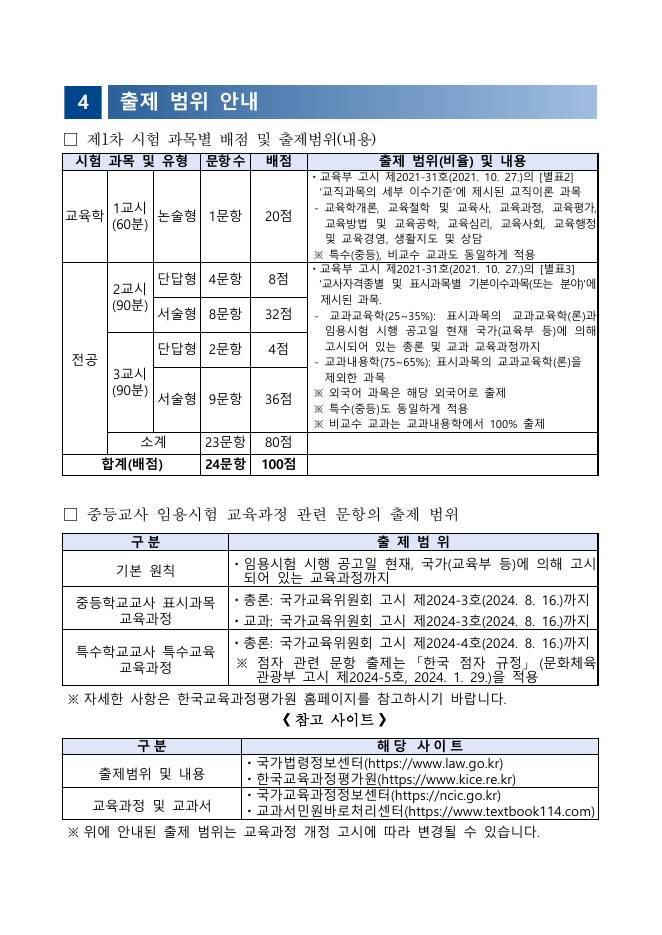 4 출제 범위 안내
□ 제1차 시험 과목별 배점 및 출제범위(내용)
시험 과목 및 유형 문항수 배점 출제 범위(비율) 및 내용
교육학 1교시 (60분) 논술형 1문항 20점
・교육부 고시 제2021-31호(2021. 10. 27.)의 [별표2]
‘교직과목의 세부 이수기준’에 제시된 교직이론 과목
- 교육학개론, 교육철학 및 교육사, 교육과정, 교육평가,
교육방법 및 교육공학, 교육심리, 교육사회, 교육행정
및 교육경영, 생활지도 및 상담
※ 특수(중등), 비교수 교과도 동일하게 적용
전공
2교시 (90분)
단답형 4문항 8점
서술형 8문항 32점
3교시 (90분)
단답형 2문항 4점
서술형 9문항 36점
・교육부 고시 제2021-31호(2021. 10. 27.)의 [별표3]
‘교사자격종별 및 표시과목별 기본이수과목(또는 분야)’에
제시된 과목.
- 교과교육학(25~35%): 표시과목의 교과교육학(론)과
임용시험 시행 공고일 현재 국가(교육부 등)에 의해
고시되어 있는 총론 및 교과 교육과정까지
- 교과내용학(75~65%): 표시과목의 교과교육학(론)을
제외한 과목
※ 외국어 과목은 해당 외국어로 출제
※ 특수(중등)도 동일하게 적용
※ 비교수 교과는 교과내용학에서 100% 출제
소계 23문항 80점
합계(배점) 24문항 100점
□ 중등교사 임용시험 교육과정 관련 문항의 출제 범위
구분 출 제 범 위
기본 원칙
・임용시험 시행 공고일 현재, 국가(교육부 등)에 의해 고시
되어 있는 교육과정까지
중등학교교사 표시과목
교육과정
・총론: 국가교육위원회 고시 제2024-3호(2024. 8. 16.)까지
・교과: 국가교육위원회 고시 제2024-3호(2024. 8. 16.)까지
특수학교교사 특수교육
교육과정
・총론: 국가교육위원회 고시 제2024-4호(2024. 8. 16.)까지
※ 점자 관련 문항 출제는 「한국 점자 규정」(문화체육
관광부 고시 제2024-5호, 2024. 1. 29.)을 적용
※ 자세한 사항은 한국교육과정평가원 홈페이지를 참고하시기 바랍니다.
《 참고 사이트 》
구분 해당 사이트
출제범위 및 내용
・국가법령정보센터(https://www.law.go.kr)
・한국교육과정평가원(https://www.kice.re.kr)
교육과정 및 교과서
・국가교육과정정보센터(https://ncic.go.kr)
・교과서민원바로처리센터(https://www.textbook114.com)
※ 위에 안내된 출제 범위는 교육과정 개정 고시에 따라 변경될 수 있습니다.